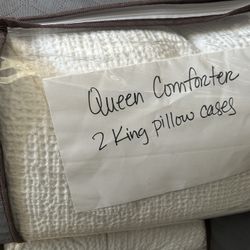 Queen Comforter
2 King pillow cases